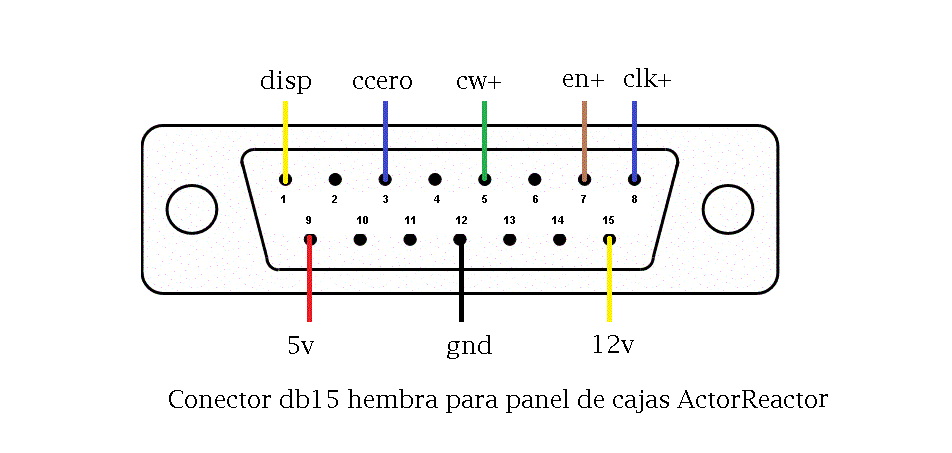 disp ccero cw+ en+ clk+
1 2 3 4 5 6 7 8
9 10 11 12 13 14 15
5v gnd 12v
Conector db15 hembra para panel de cajas ActorReactor